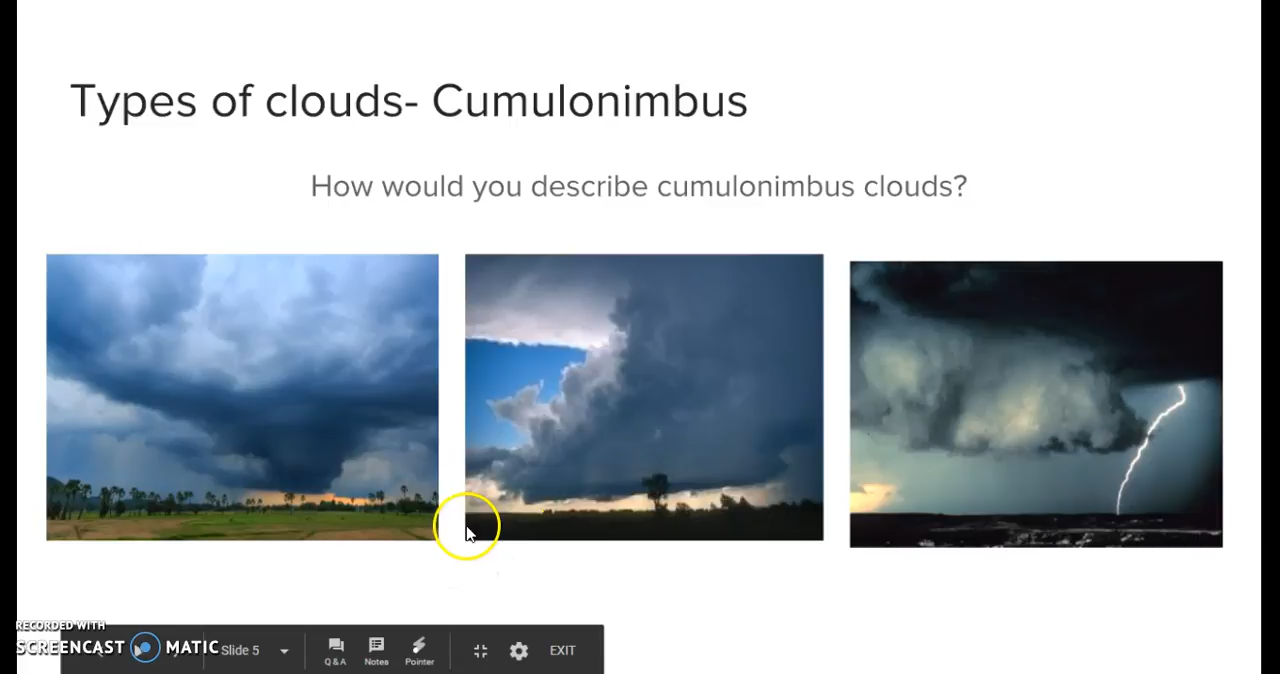 Types of clouds- Cumulonimbus
How would you describe cumulonimbus clouds?
RECORDED WITH
SCREENCAST MATIC
Slide 5
Q & A
Notes
Pointer
EXIT